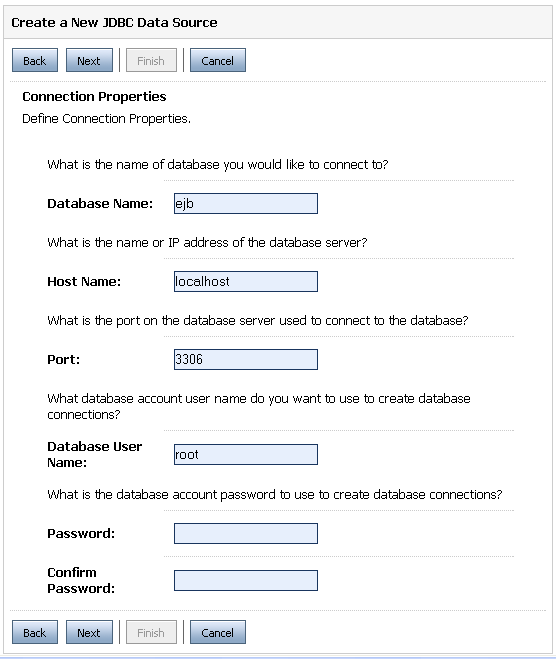 Create a New JDBC Data Source
Back Next Finish Cancel
Connection Properties
Define Connection Properties.
What is the name of database you would like to connect to?
Database Name: ejb
What is the name or IP address of the database server?
Host Name: localhost
What is the port on the database server used to connect to the database?
Port: 3306
What database account user name do you want to use to create database
connections?
Database User
Name: root
What is the database account password to use to create database connections?
Password:
Confirm
Password:
Back Next Finish Cancel